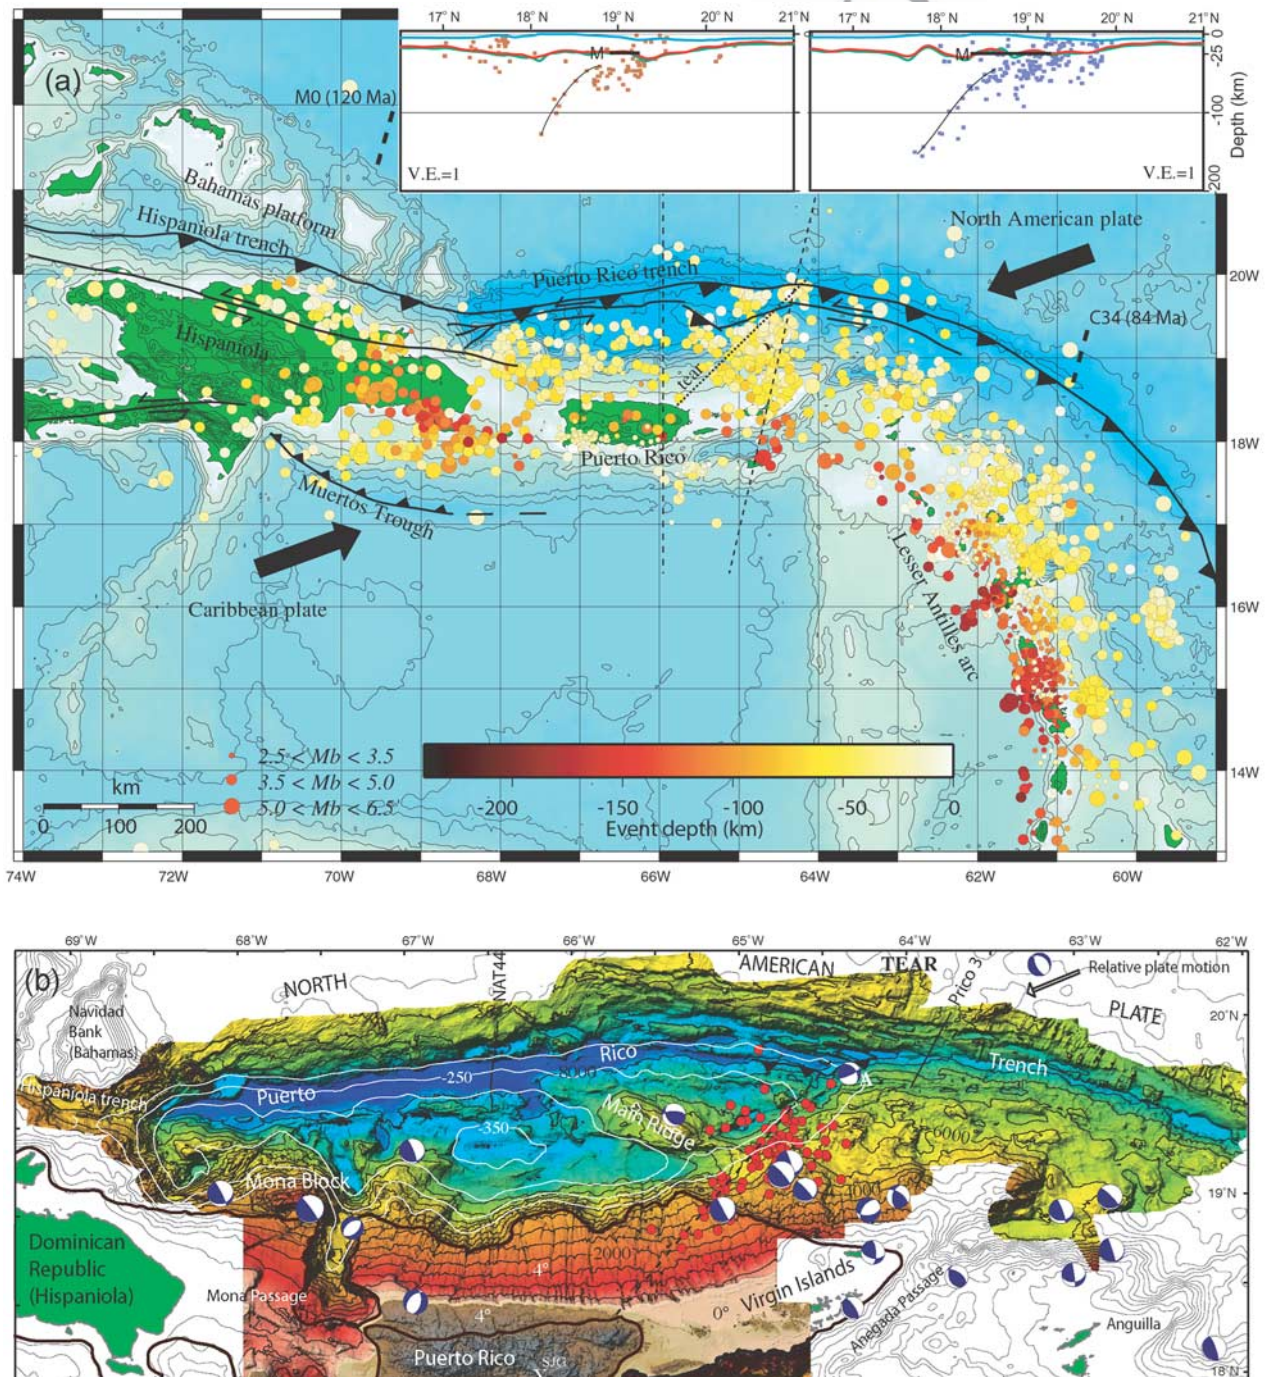 17°N 18°N 19°N 20°N 21°N 17°N 18°N 19°N 20°N 21°N
(a)
M0 (120 Ma)
M
M
0
-25
-100
200
Depth (km)
V.E.=1
V.E.=1
Bahamas platform
Hispaniola trench
North American plate
Puerto Rico trench
20W
C34 (84 Ma)
Hispaniola
tear
18W
Puerto Rico
Muertos Trough
Lesser Antilles arc
Caribbean plate
16W
2.5 < Mb < 3.5
3.5 < Mb < 5.0
5.0 < Mb < 6.5
km
0 100 200
-200 -150 -100 -50 0
Event depth (km)
14W
74W 72W 70W 68W 66W 64W 62W 60W
69°W 68°W 67°W 66°W 65°W 64°W 63°W 62°W
(b)
NORTH
NAT44
AMERICAN
TEAR
Prico 3
Relative plate motion
PLATE
Navidad
Bank
(Bahamas)
20°N
Hispaniola trench
Puerto
-250
Rico
-8000
Trench
A
Main Ridge
-350
6000
Mona Block
4000
19°N
Dominican
Republic
(Hispaniola)
2000
4°
Mona Passage
4°
0°
Virgin Islands
Anegada Passage
Anguilla
Puerto Rico
SJG
18°N